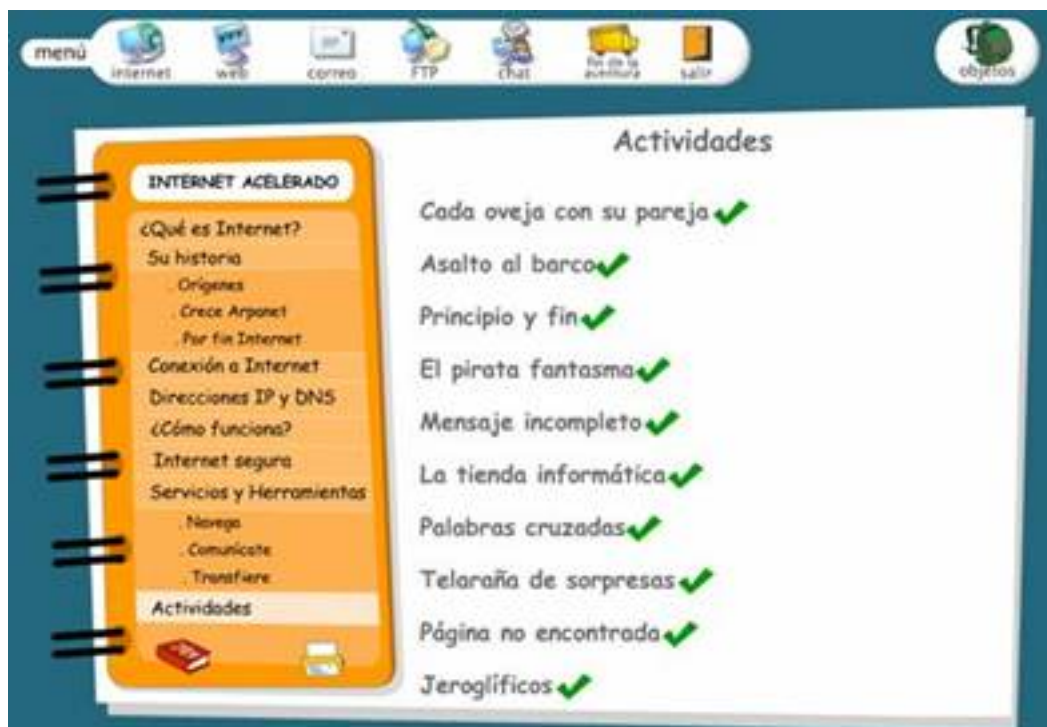 menú
internet
web
correo
FTP
chat
fin de la aventura
salir
objetos
INTERNET ACELERADO
¿Qué es Internet?
Su historia
. Orígenes
. Crece Arpanet
. Por fin Internet
Conexión a Internet
Direcciones IP y DNS
¿Cómo funciona?
Internet segura
Servicios y Herramientas
. Navega
. Comunícate
. Transfiere
Actividades
Actividades
Cada oveja con su pareja
Asalto al barco
Principio y fin
El pirata fantasma
Mensaje incompleto
La tienda informática
Palabras cruzadas
Telaraña de sorpresas
Página no encontrada
Jeroglíficos